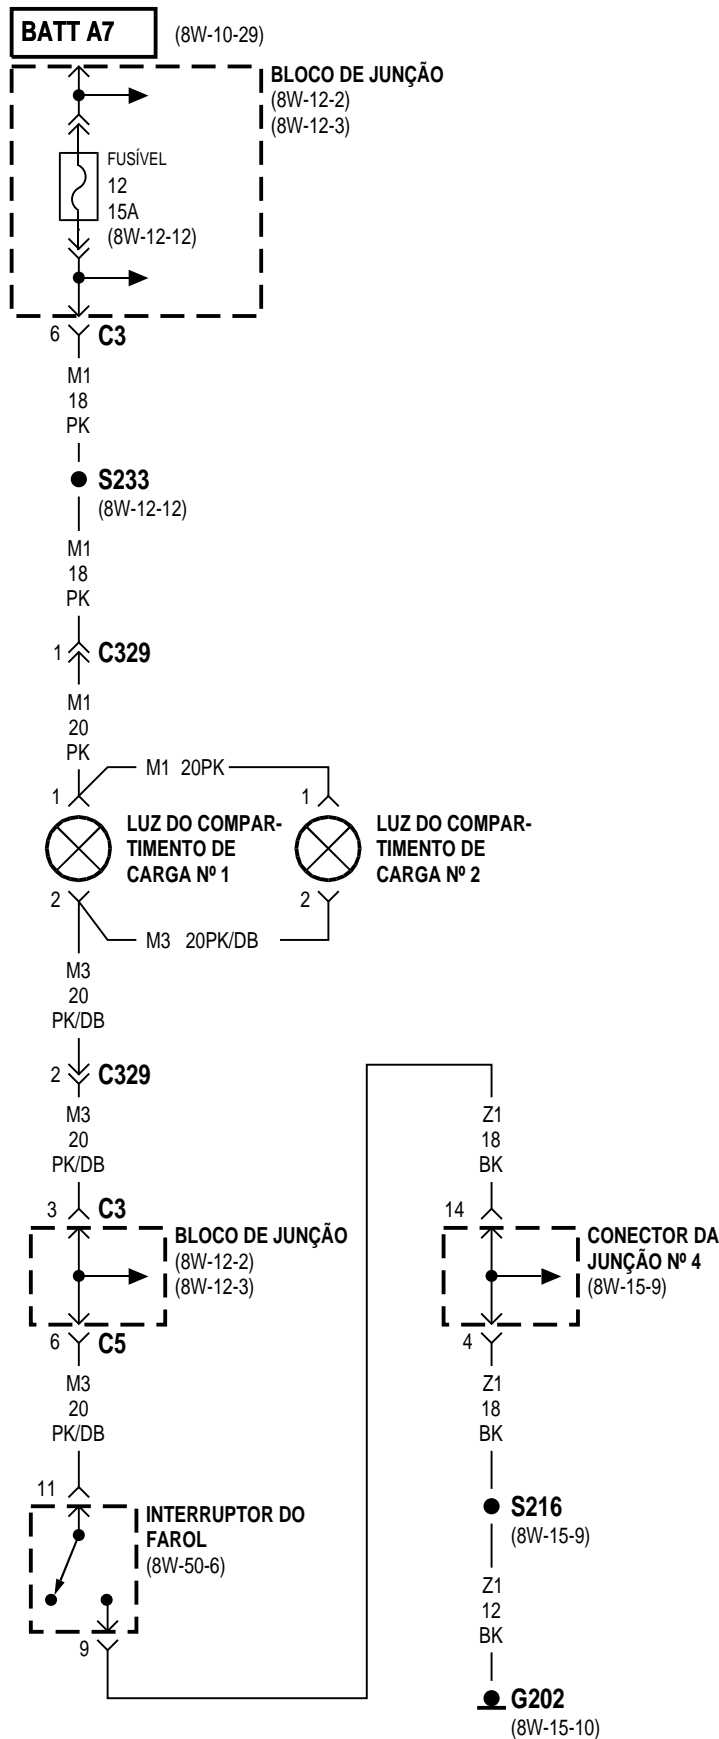 BATT A7
(8W-10-29)
BLOCO DE JUNÇÃO
(8W-12-2)
(8W-12-3)
FUSÍVEL
12
15A
(8W-12-12)
6
C3
M1
18
PK
S233
(8W-12-12)
M1
18
PK
1
C329
M1
20
PK
M1 20PK
1
1
LUZ DO COMPAR-
TIMENTO DE
CARGA Nº 1
LUZ DO COMPAR-
TIMENTO DE
CARGA Nº 2
2
2
M3 20PK/DB
M3
20
PK/DB
2
C329
M3
20
PK/DB
3
C3
BLOCO DE JUNÇÃO
(8W-12-2)
(8W-12-3)
6
C5
M3
20
PK/DB
11
INTERRUPTOR DO
FAROL
(8W-50-6)
9
Z1
18
BK
14
CONECTOR DA
JUNÇÃO Nº 4
(8W-15-9)
4
Z1
18
BK
S216
(8W-15-9)
Z1
12
BK
G202
(8W-15-10)